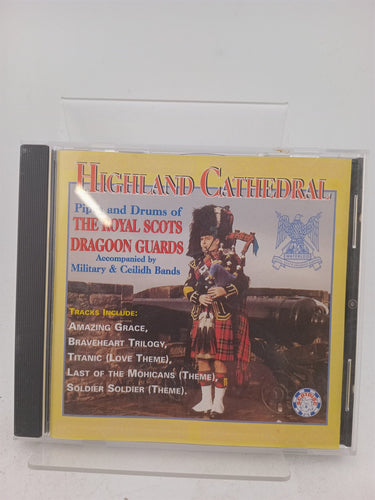 HIGHLAND CATHEDRAL
Pipes and Drums of
THE ROYAL SCOTS
DRAGOON GUARDS
Accompanied by
Military & Ceilidh Bands
TRACKS INCLUDE:
AMAZING GRACE,
BRAVEHEART TRILOGY,
TITANIC (LOVE THEME),
LAST OF THE MOHICANS (THEME),
SOLDIER SOLDIER (THEME).
WATERLOO